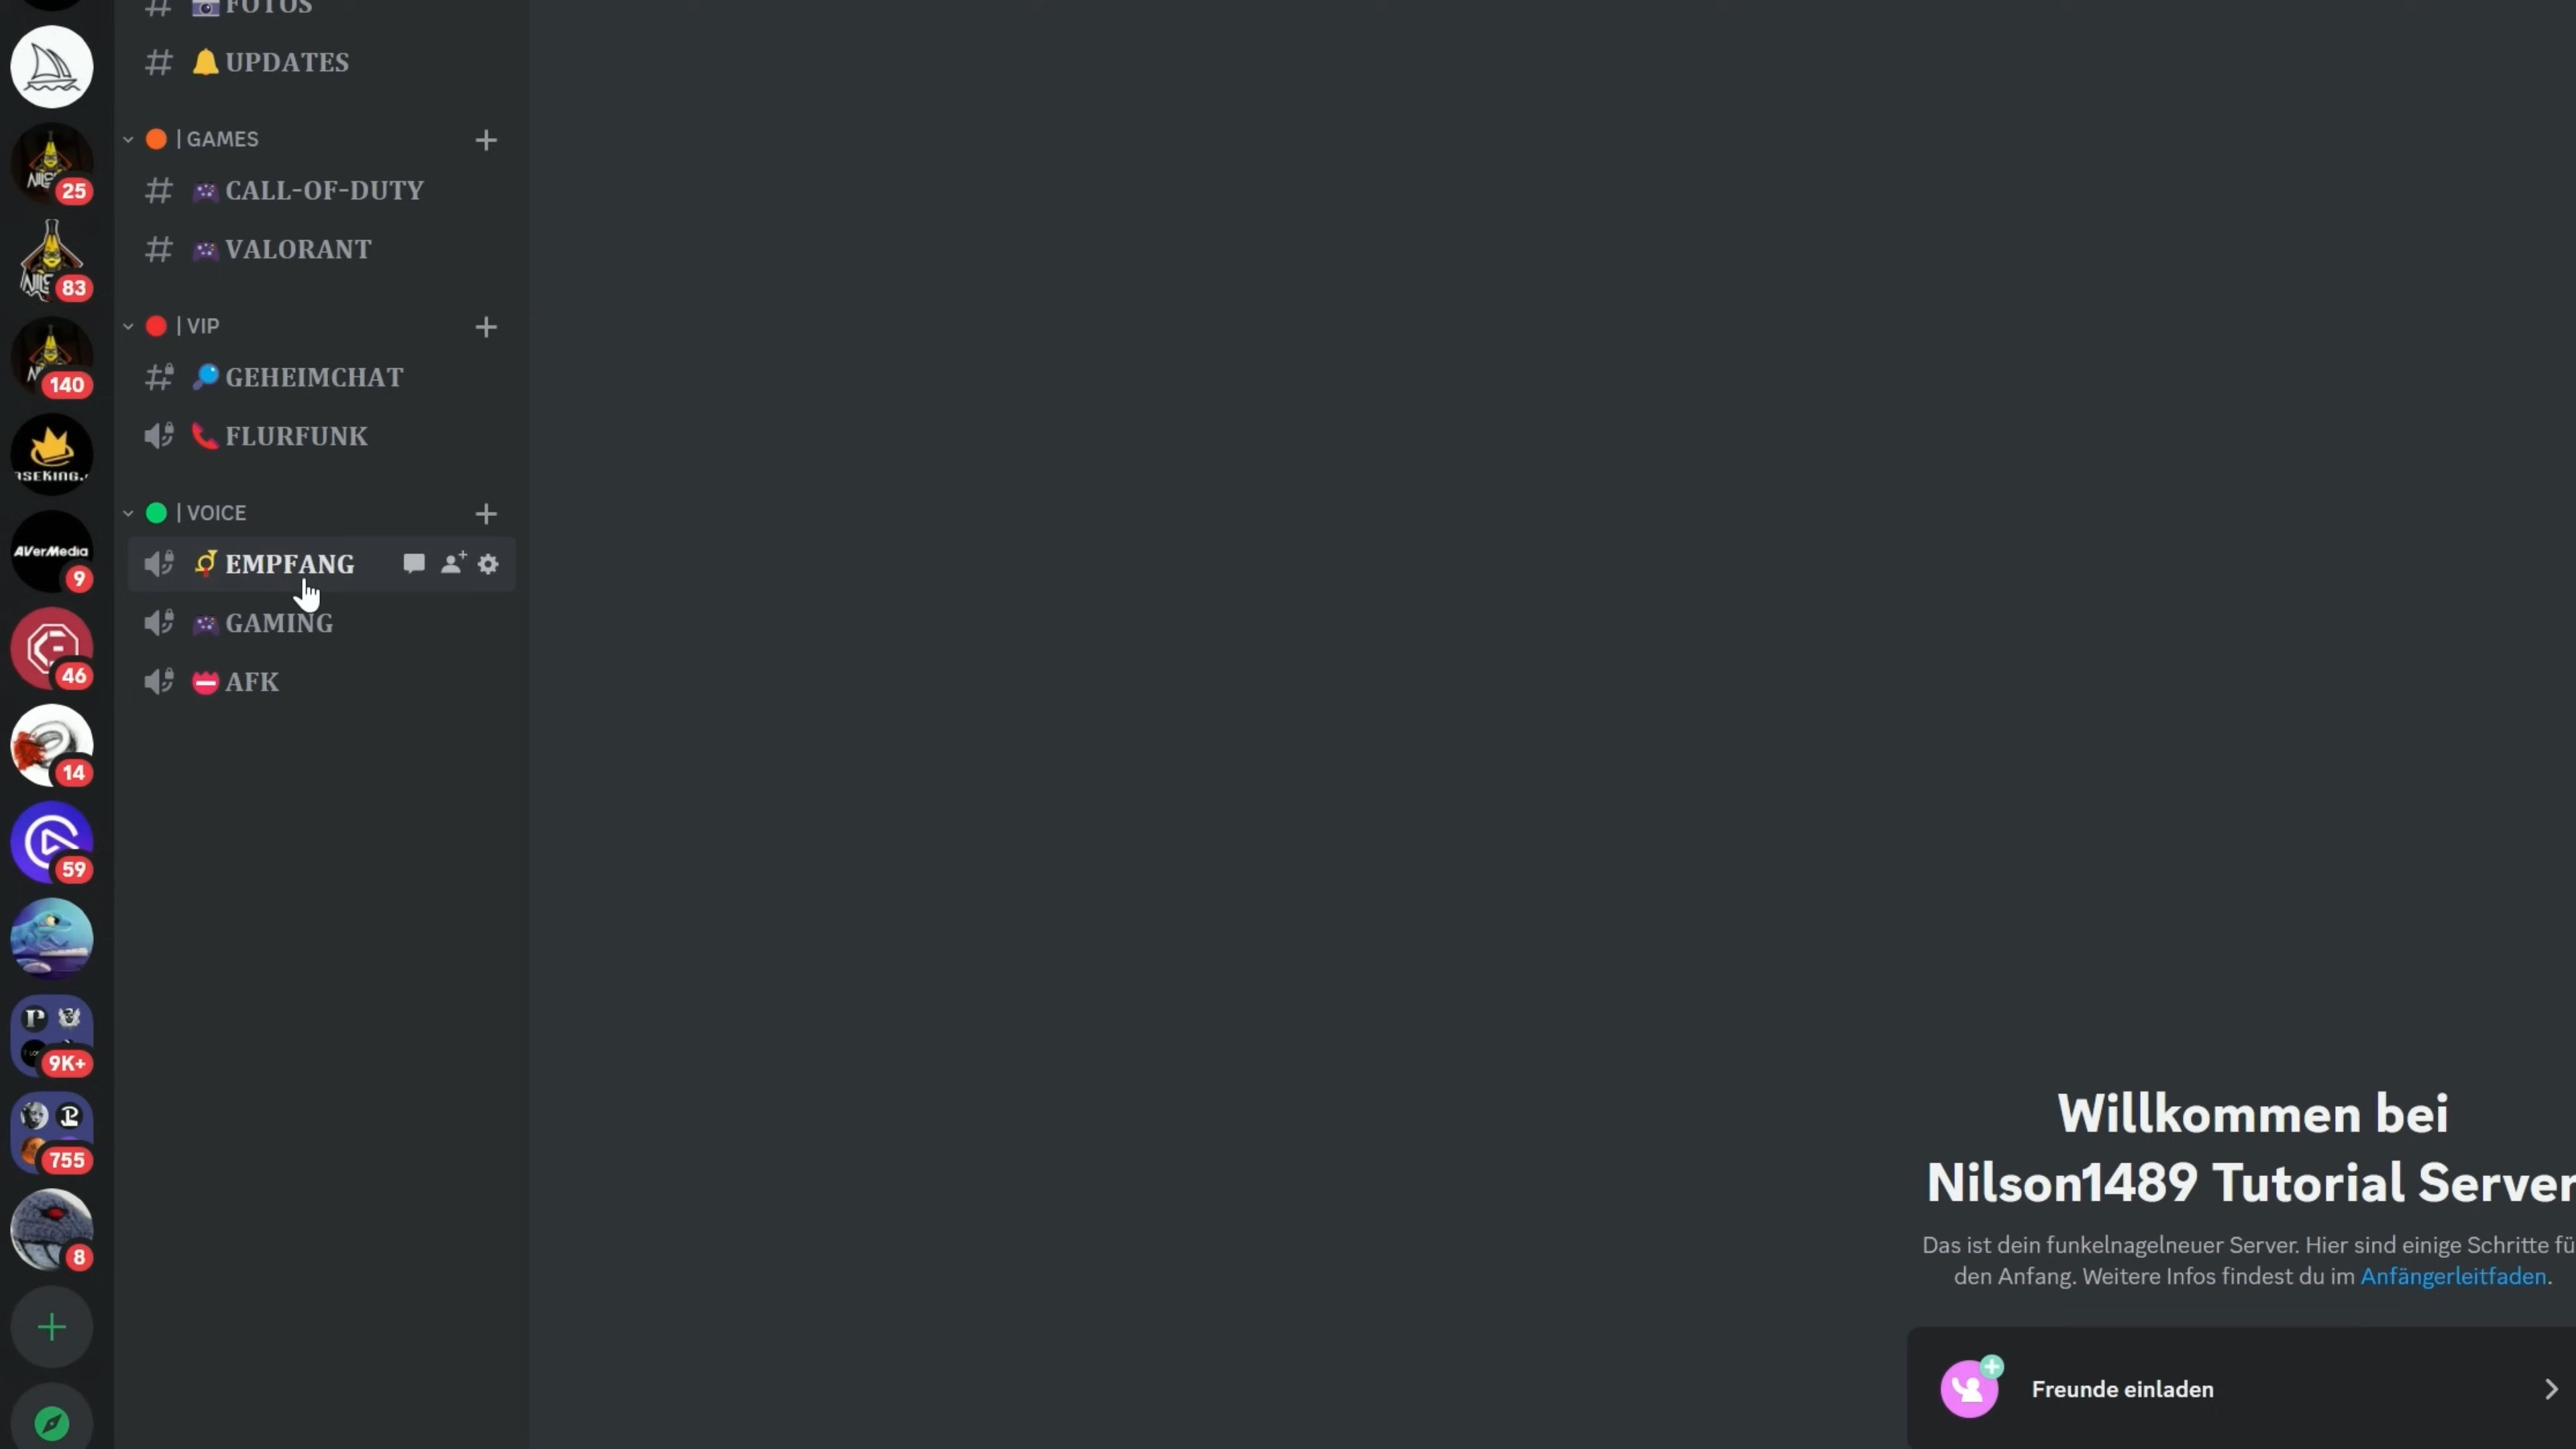 FOTOS
UPDATES
| GAMES
CALL-OF-DUTY
VALORANT
| VIP
GEHEIMCHAT
FLURFUNK
| VOICE
EMPFANG
GAMING
AFK
25
83
140
9
AVerMedia
46
14
59
9K+
755
8
Willkommen bei
Nilson1489 Tutorial Server
Das ist dein funkelnagelneuer Server. Hier sind einige Schritte fü
den Anfang. Weitere Infos findest du im Anfängerleitfaden.
Freunde einladen